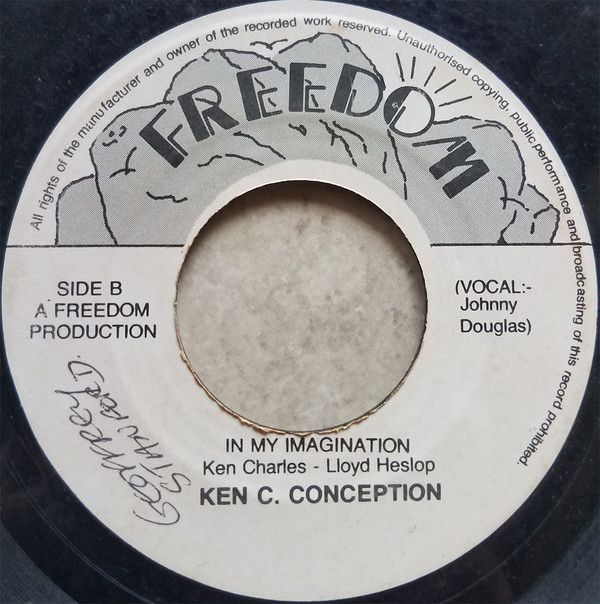 All rights of the manufacturer and owner of the recorded work reserved. Unauthorised copying, public performance and broadcasting of this record prohibited.
FREEDOM
SIDE B
A FREEDOM
PRODUCTION
(VOCAL:-
Johnny
Douglas)
IN MY IMAGINATION
Ken Charles - Lloyd Heslop
KEN C. CONCEPTION